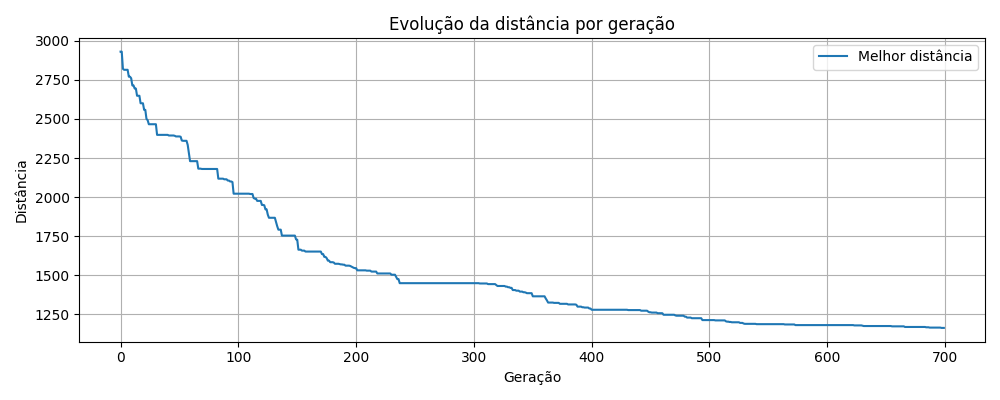 Evolução da distância por geração
Melhor distância
3000
2750
2500
2250
2000
1750
1500
1250
Distância
0 100 200 300 400 500 600 700
Geração